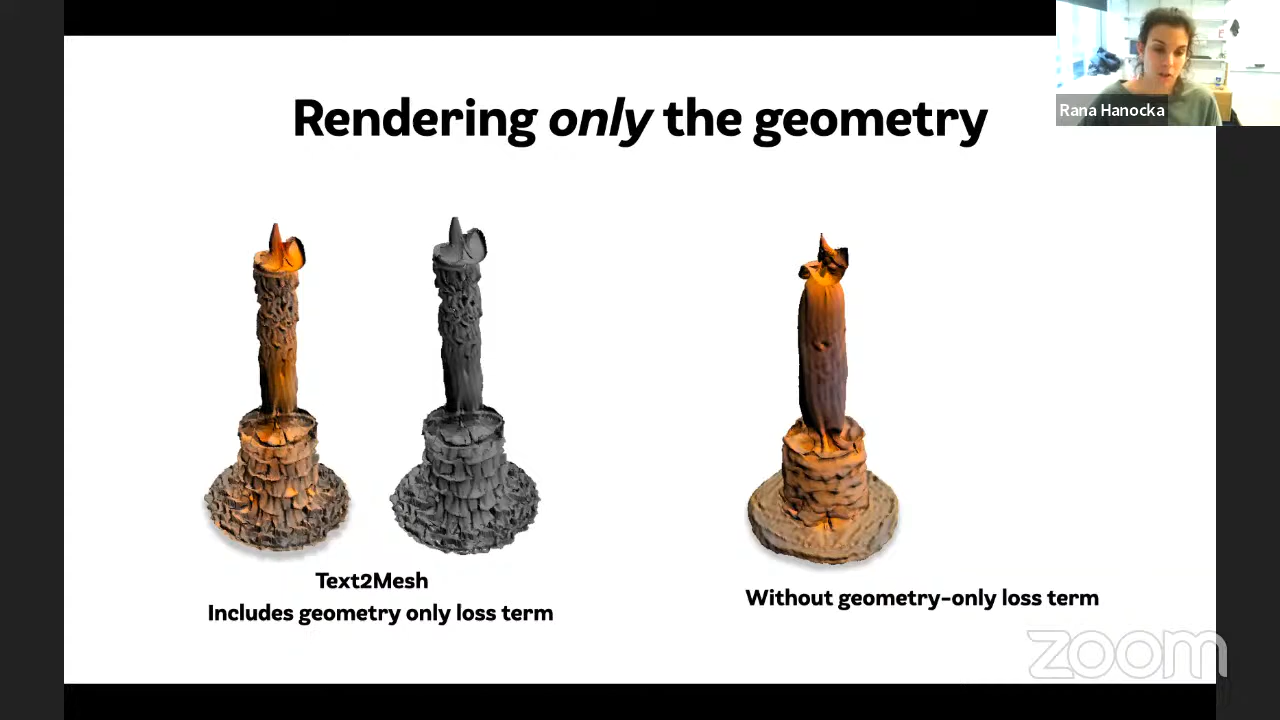 Rana Hanocka
Rendering only the geometry
Text2Mesh
Includes geometry only loss term
Without geometry-only loss term
zoom